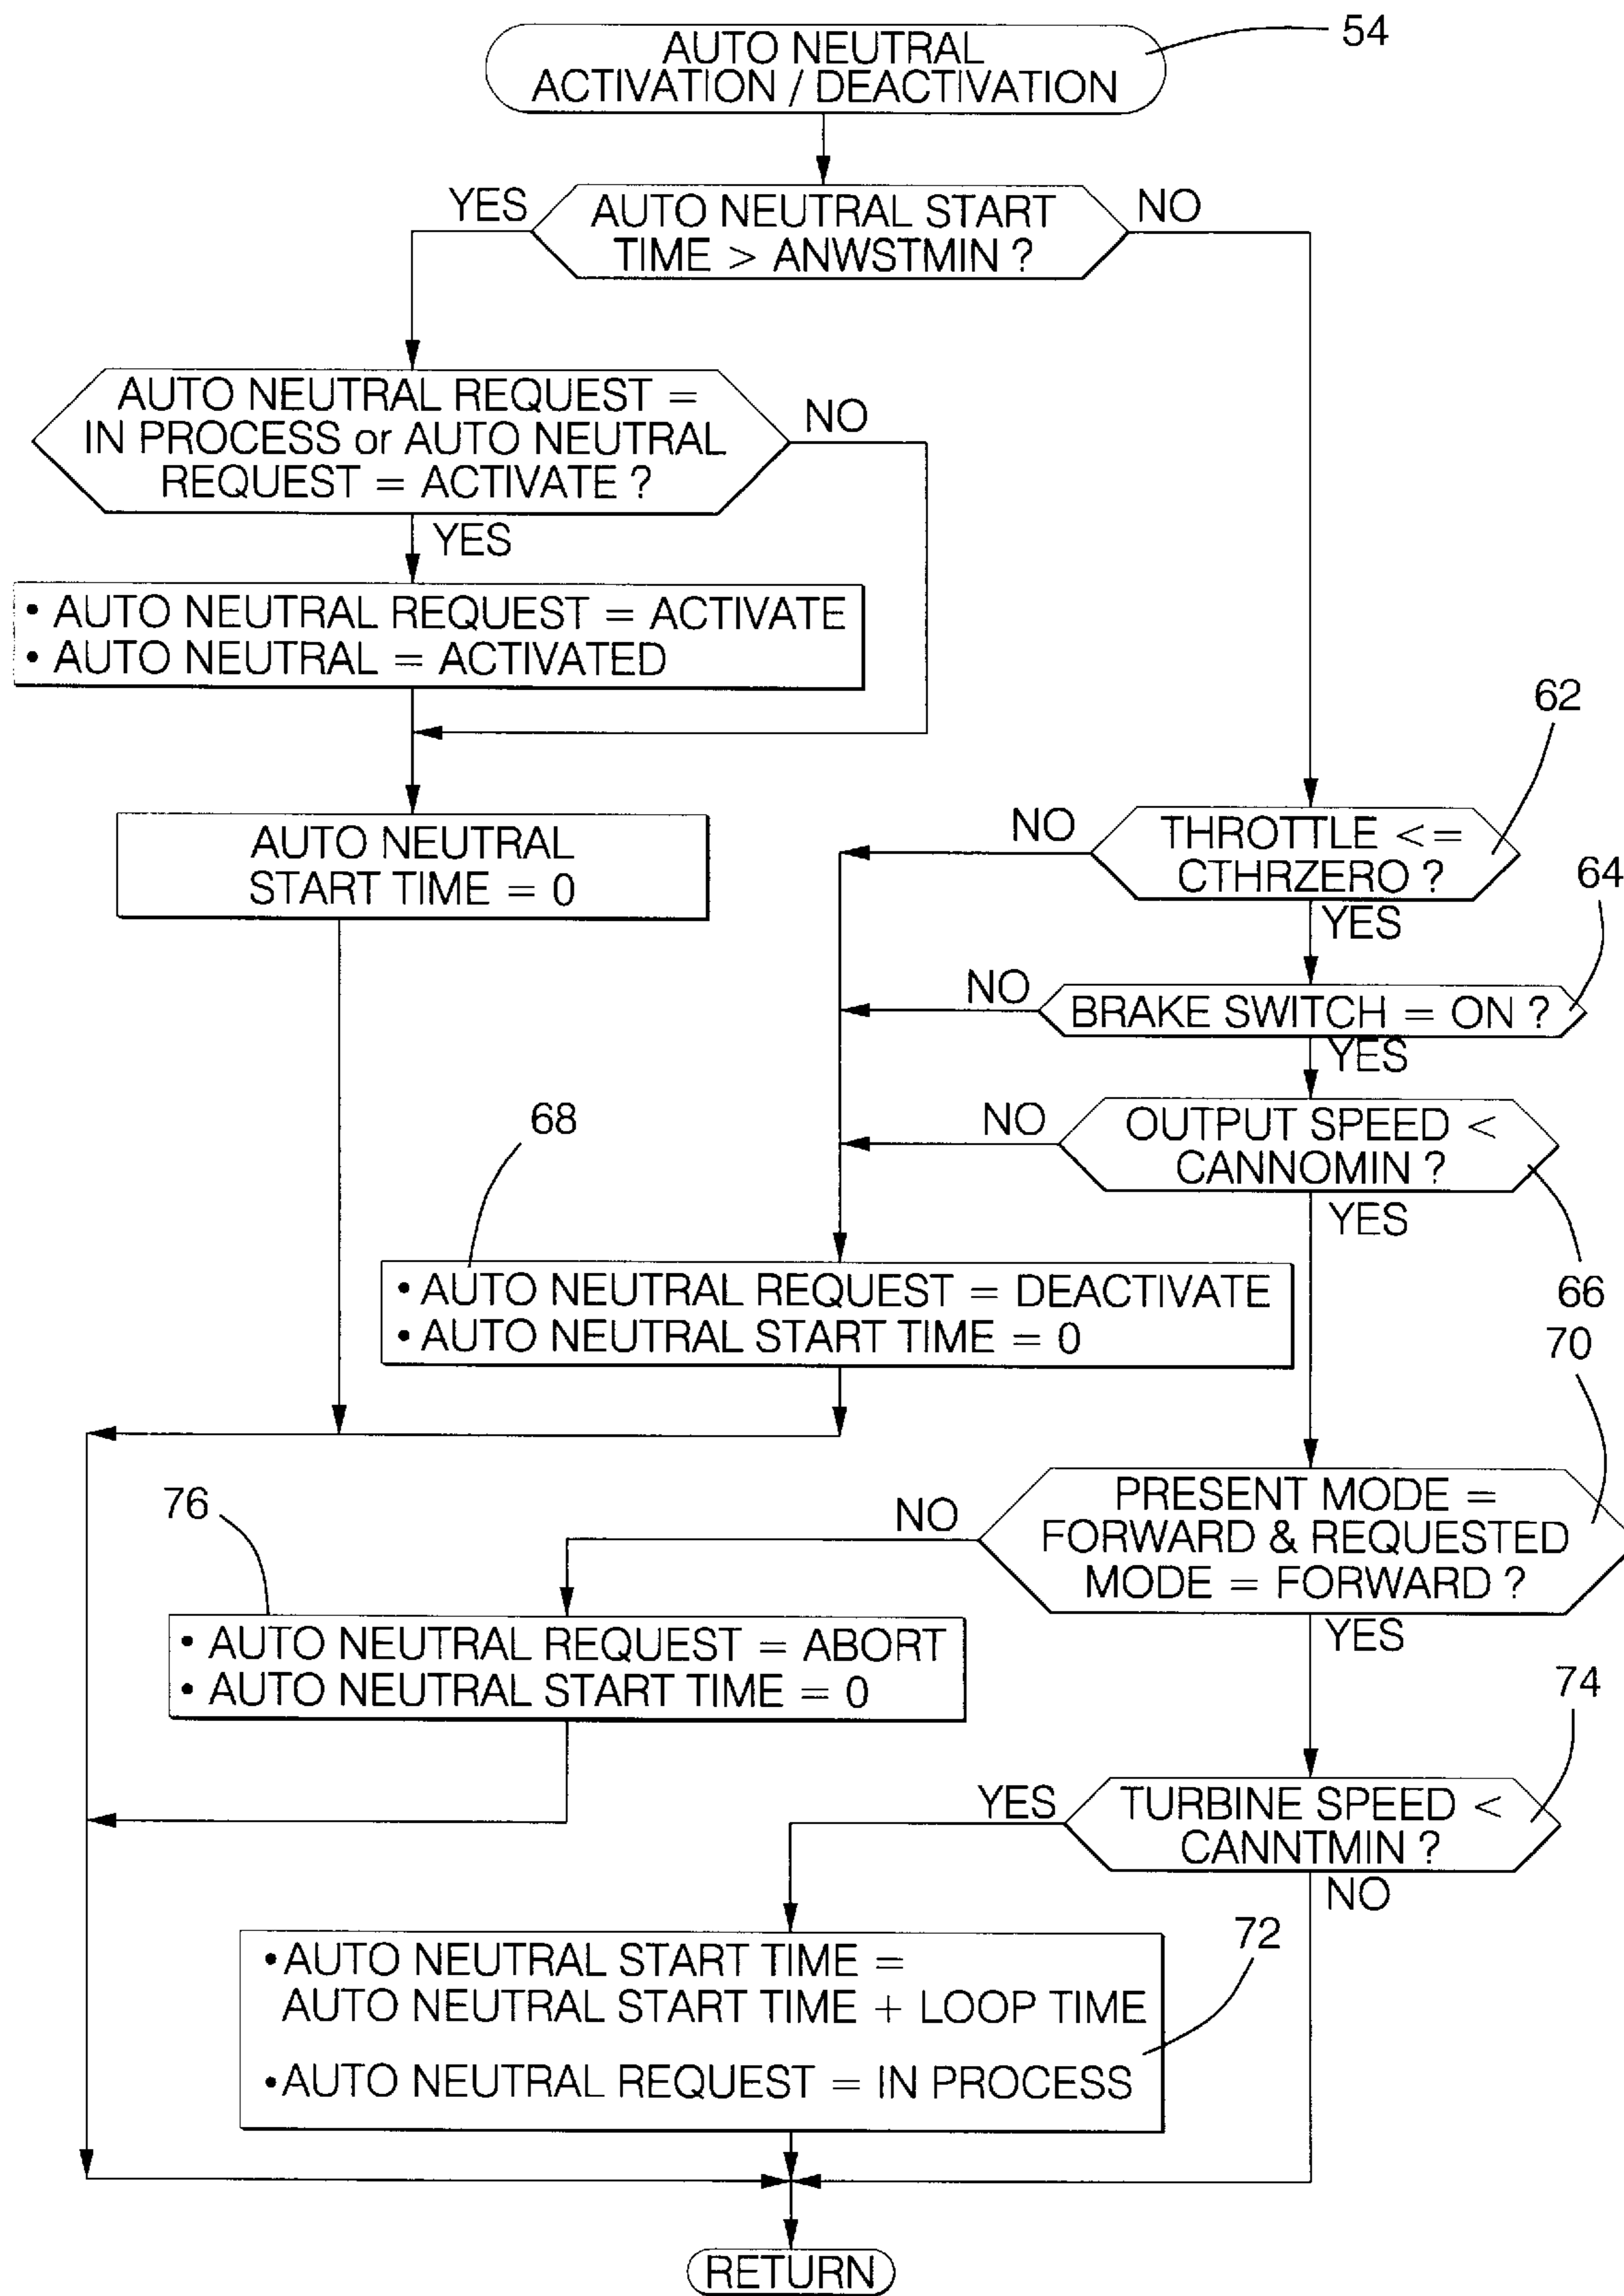 AUTO NEUTRAL
ACTIVATION / DEACTIVATION
54
YES
AUTO NEUTRAL START
TIME > ANWSTMIN ?
NO
AUTO NEUTRAL REQUEST =
IN PROCESS or AUTO NEUTRAL
REQUEST = ACTIVATE ?
NO
YES
• AUTO NEUTRAL REQUEST = ACTIVATE
• AUTO NEUTRAL = ACTIVATED
AUTO NEUTRAL
START TIME = 0
62
NO
THROTTLE <=
CTHRZERO ?
YES
64
NO
BRAKE SWITCH = ON ?
YES
NO
OUTPUT SPEED <
CANNOMIN ?
YES
66
68
• AUTO NEUTRAL REQUEST = DEACTIVATE
• AUTO NEUTRAL START TIME = 0
70
NO
PRESENT MODE =
FORWARD & REQUESTED
MODE = FORWARD ?
YES
76
• AUTO NEUTRAL REQUEST = ABORT
• AUTO NEUTRAL START TIME = 0
74
YES
TURBINE SPEED <
CANNTMIN ?
NO
72
• AUTO NEUTRAL START TIME =
AUTO NEUTRAL START TIME + LOOP TIME
• AUTO NEUTRAL REQUEST = IN PROCESS
RETURN